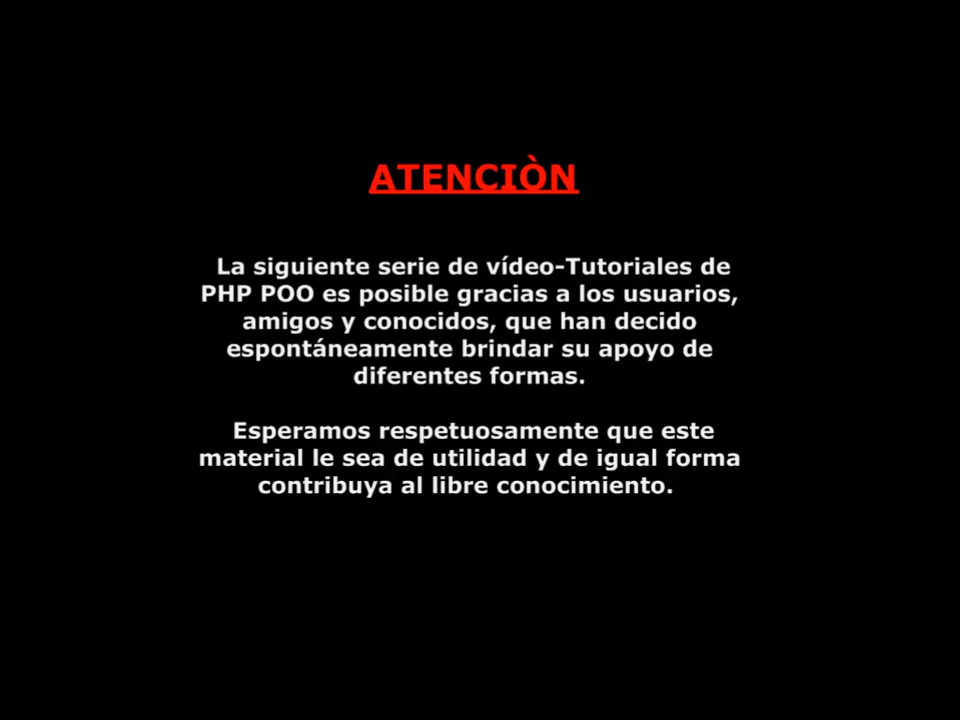 ATENCIÒN
La siguiente serie de vídeo-Tutoriales de
PHP POO es posible gracias a los usuarios,
amigos y conocidos, que han decido
espontáneamente brindar su apoyo de
diferentes formas.
Esperamos respetuosamente que este
material le sea de utilidad y de igual forma
contribuya al libre conocimiento.